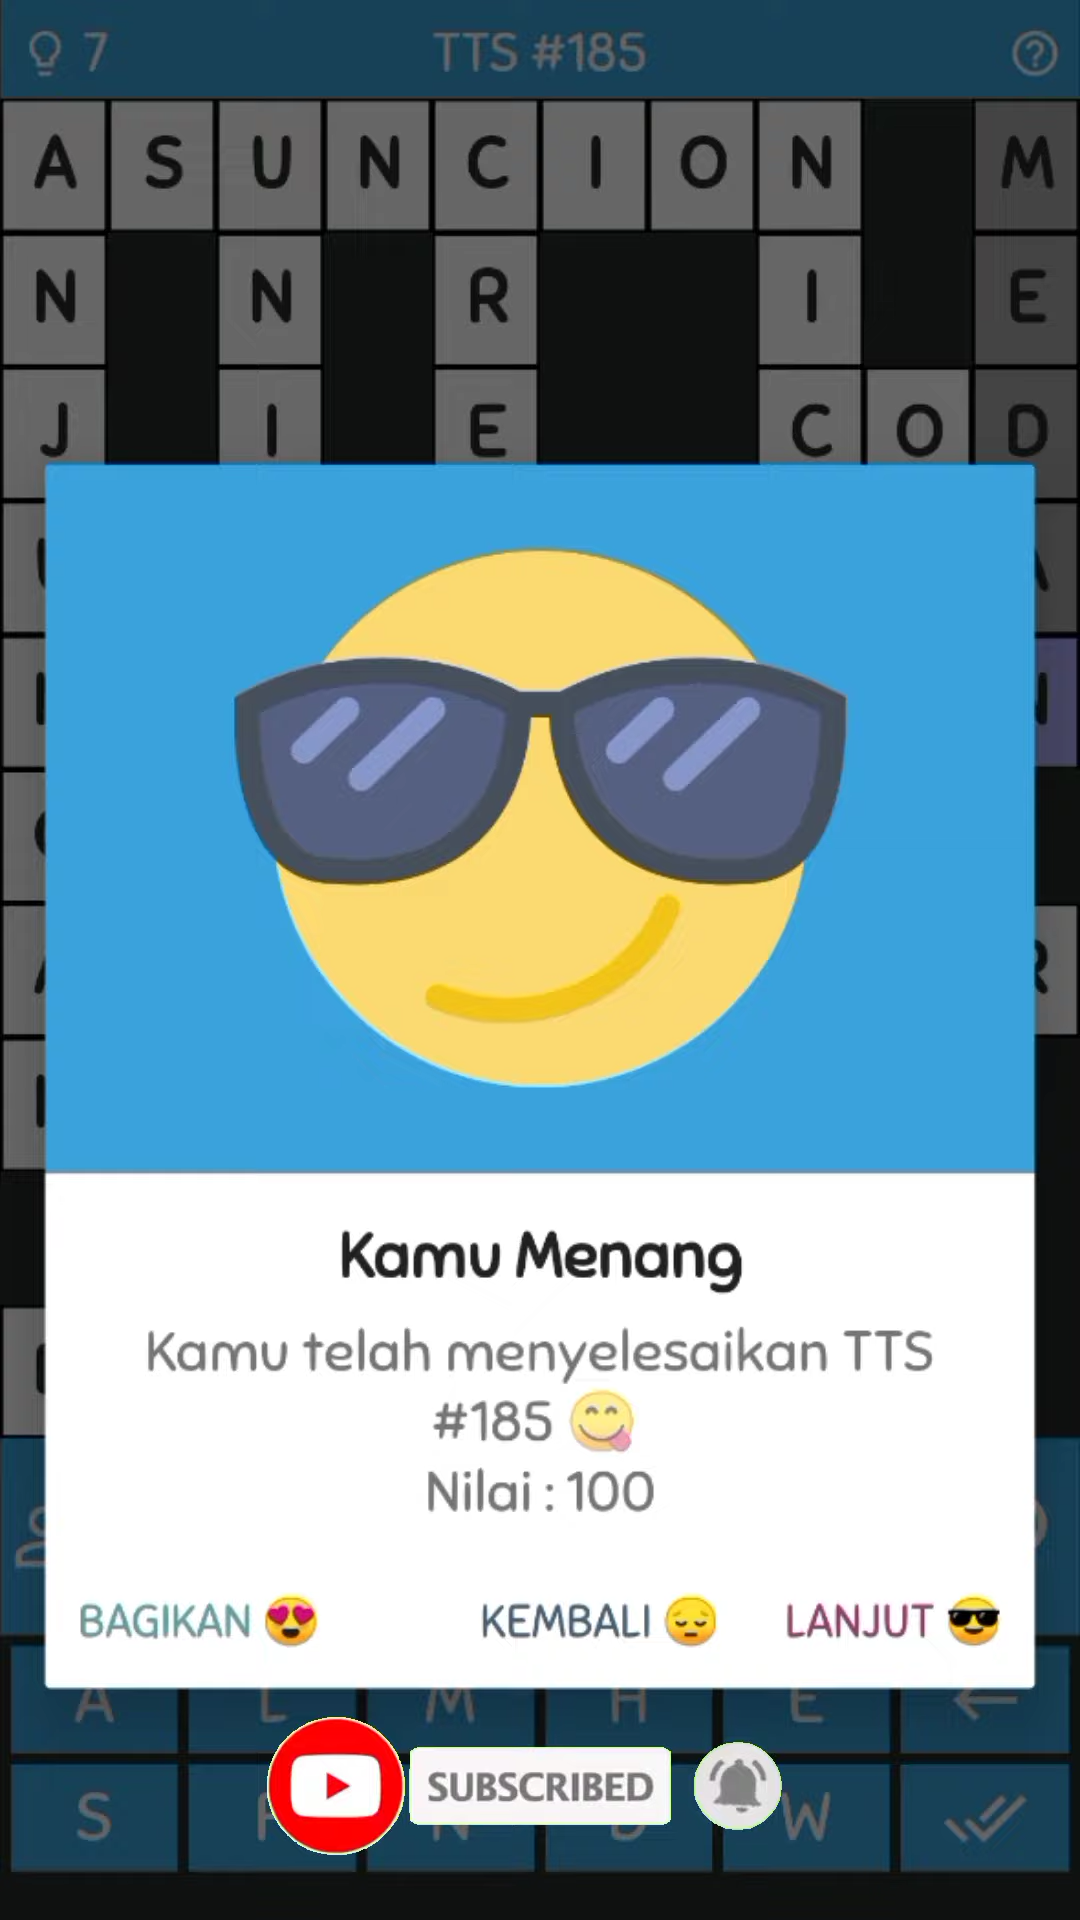 7 TTS #185 ?
A S U N C I O N M
N N R I E
J I E C O D
N
R
Kamu Menang
Kamu telah menyelesaikan TTS
#185 😋
Nilai : 100
BAGIKAN 😍 KEMBALI 😔 LANJUT 😎
A L M H E ←
S N D W
SUBSCRIBED